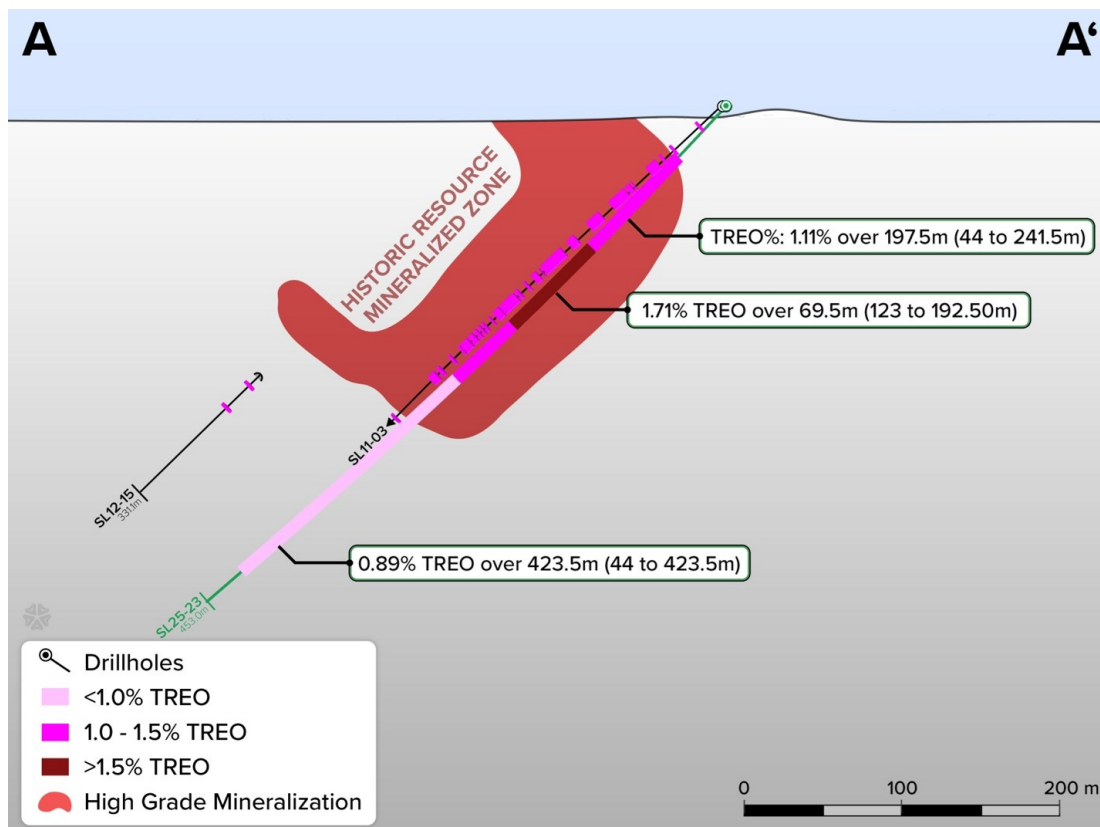 A
A‘
HISTORIC RESOURCE
MINERALIZED ZONE
TREO%: 1.11% over 197.5m (44 to 241.5m)
1.71% TREO over 69.5m (123 to 192.50m)
SL11-03
SL12-15
331.1m
0.89% TREO over 423.5m (44 to 423.5m)
SL25-23
453.0m
Drillholes
<1.0% TREO
1.0 - 1.5% TREO
>1.5% TREO
High Grade Mineralization
0 100 200 m